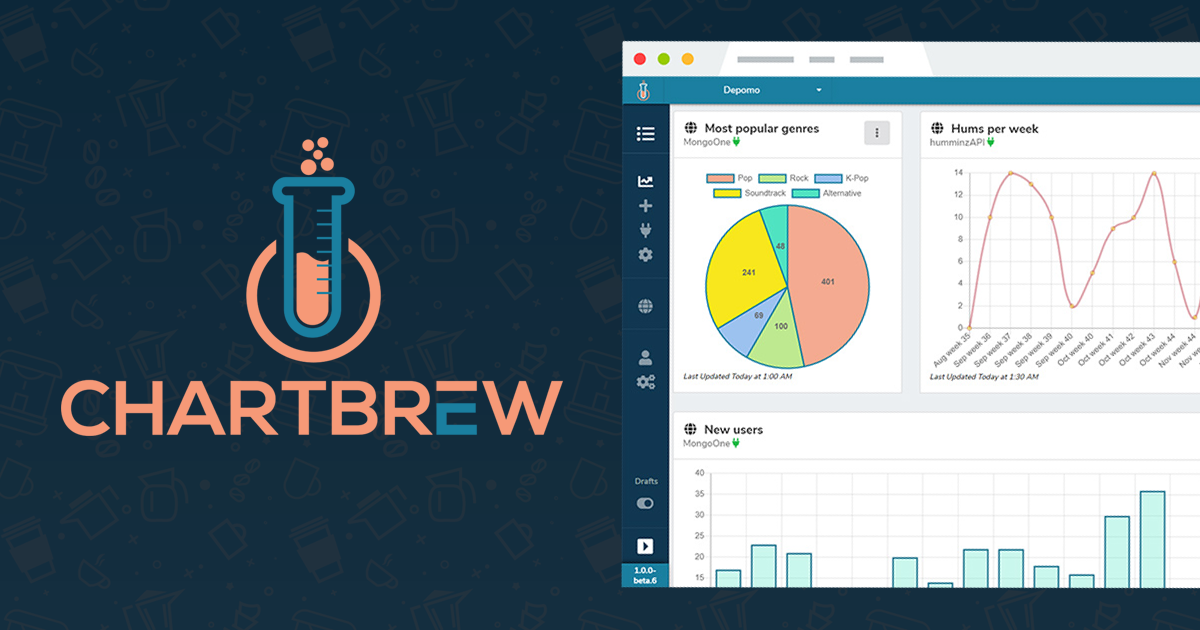 CHARTBREW
Depomo
Most popular genres
MongoOne
Pop Rock K-Pop
Soundtrack Alternative
48
241
401
69
100
Last Updated Today at 1:00 AM
Hums per week
humminzAPI
14
12
10
8
6
4
2
0
Aug week 35
Sep week 36
Sep week 37
Sep week 38
Sep week 39
Sep week 40
Oct week 40
Oct week 41
Oct week 42
Oct week 43
Oct week 44
Nov week 44
Last Updated Today at 1:30 AM
New users
MongoOne
40
35
30
25
20
15
Drafts
1.0.0-
beta.6